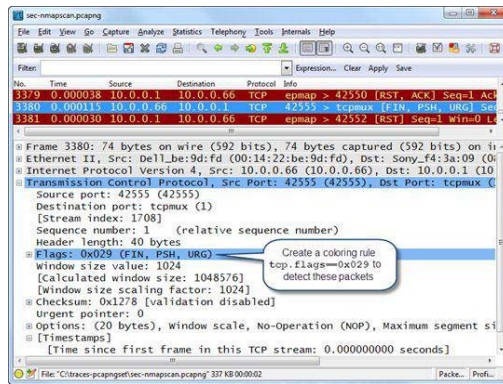 sec-nmapscan.pcapng
File Edit View Go Capture Analyze Statistics Telephony Tools Internals Help
Filter: Expression... Clear Apply Save
No. Time Source Destination Protocol Info
3379 0.000038 10.0.0.1 10.0.0.66 TCP epmap > 42550 [RST, ACK] Seq=1 Ack
3380 0.000115 10.0.0.66 10.0.0.1 TCP 42555 > tcpmux [FIN, PSH, URG] Seq
3381 0.000030 10.0.0.1 10.0.0.66 TCP epmap > 42552 [RST] Seq=1 Win=0 Le
Frame 3380: 74 bytes on wire (592 bits), 74 bytes captured (592 bits) on i
Ethernet II, Src: Dell_be:9d:fd (00:14:22:be:9d:fd), Dst: Sony_f4:3a:09 (0
Internet Protocol Version 4, Src: 10.0.0.66 (10.0.0.66), Dst: 10.0.0.1 (10
Transmission Control Protocol, Src Port: 42555 (42555), Dst Port: tcpmux (
Source port: 42555 (42555)
Destination port: tcpmux (1)
[Stream index: 1708]
Sequence number: 1 (relative sequence number)
Header length: 40 bytes
Flags: 0x029 (FIN, PSH, URG)
Create a coloring rule
tcp.flags==0x029 to
detect these packets
Window size value: 1024
[Calculated window size: 1048576]
[Window size scaling factor: 1024]
Checksum: 0x1278 [validation disabled]
Urgent pointer: 0
Options: (20 bytes), Window scale, No-Operation (NOP), Maximum segment si
[Timestamps]
[Time since first frame in this TCP stream: 0.000000000 seconds]
File: "C:\traces-pcapngset\sec-nmapscan.pcapng" 337 KB 00:00:02 Packe... Profi...